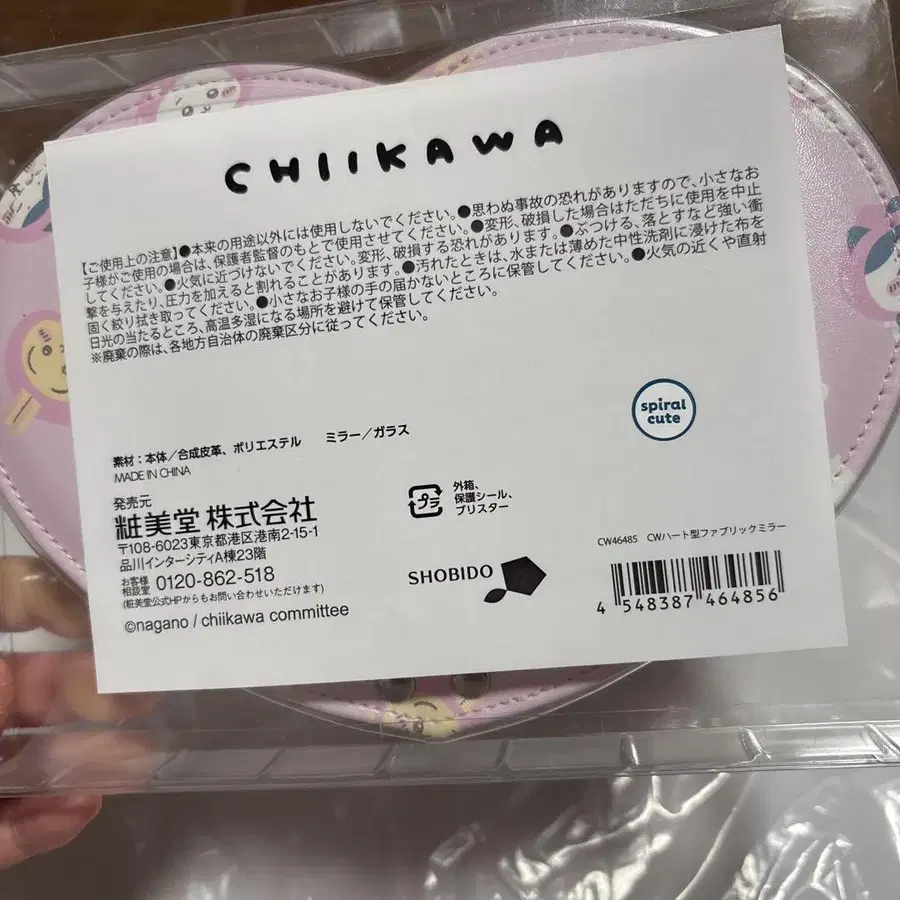 CHIIKAWA
【ご使用上の注意】●本来の用途以外には使用しないでください。●思わぬ事故の恐れがありますので、小さなお
子様がご使用の場合は、保護者監督のもとで使用させてください。●変形、破損した場合はただちに使用を中止
してください。●火気に近づけないでください。変形、破損する恐れがあります。●ぶつける、落とすなど強い衝
撃を与えたり、圧力を加えると割れることがあります。●汚れたときは、水または薄めた中性洗剤に浸けた布を
固く絞り拭き取ってください。●小さなお子様の手の届かないところに保管してください。●火気の近くや直射
日光の当たるところ、高温多湿になる場所を避けて保管してください。
※廃棄の際は、各地方自治体の廃棄区分に従ってください。
spiral
cute
素材：本体／合成皮革、ポリエステル ミラー／ガラス
MADE IN CHINA
発売元
粧美堂 株式会社
〒108-6023東京都港区港南2-15-1
品川インターシティA棟23階
お客様
相談室 0120-862-518
(粧美堂公式HPからもお問い合わせいただけます)
©nagano / chiikawa committee
プラ
外箱、
保護シール、
ブリスター
SHOBIDO
CW46485 CWハート型ファブリックミラー
4 548387 464856